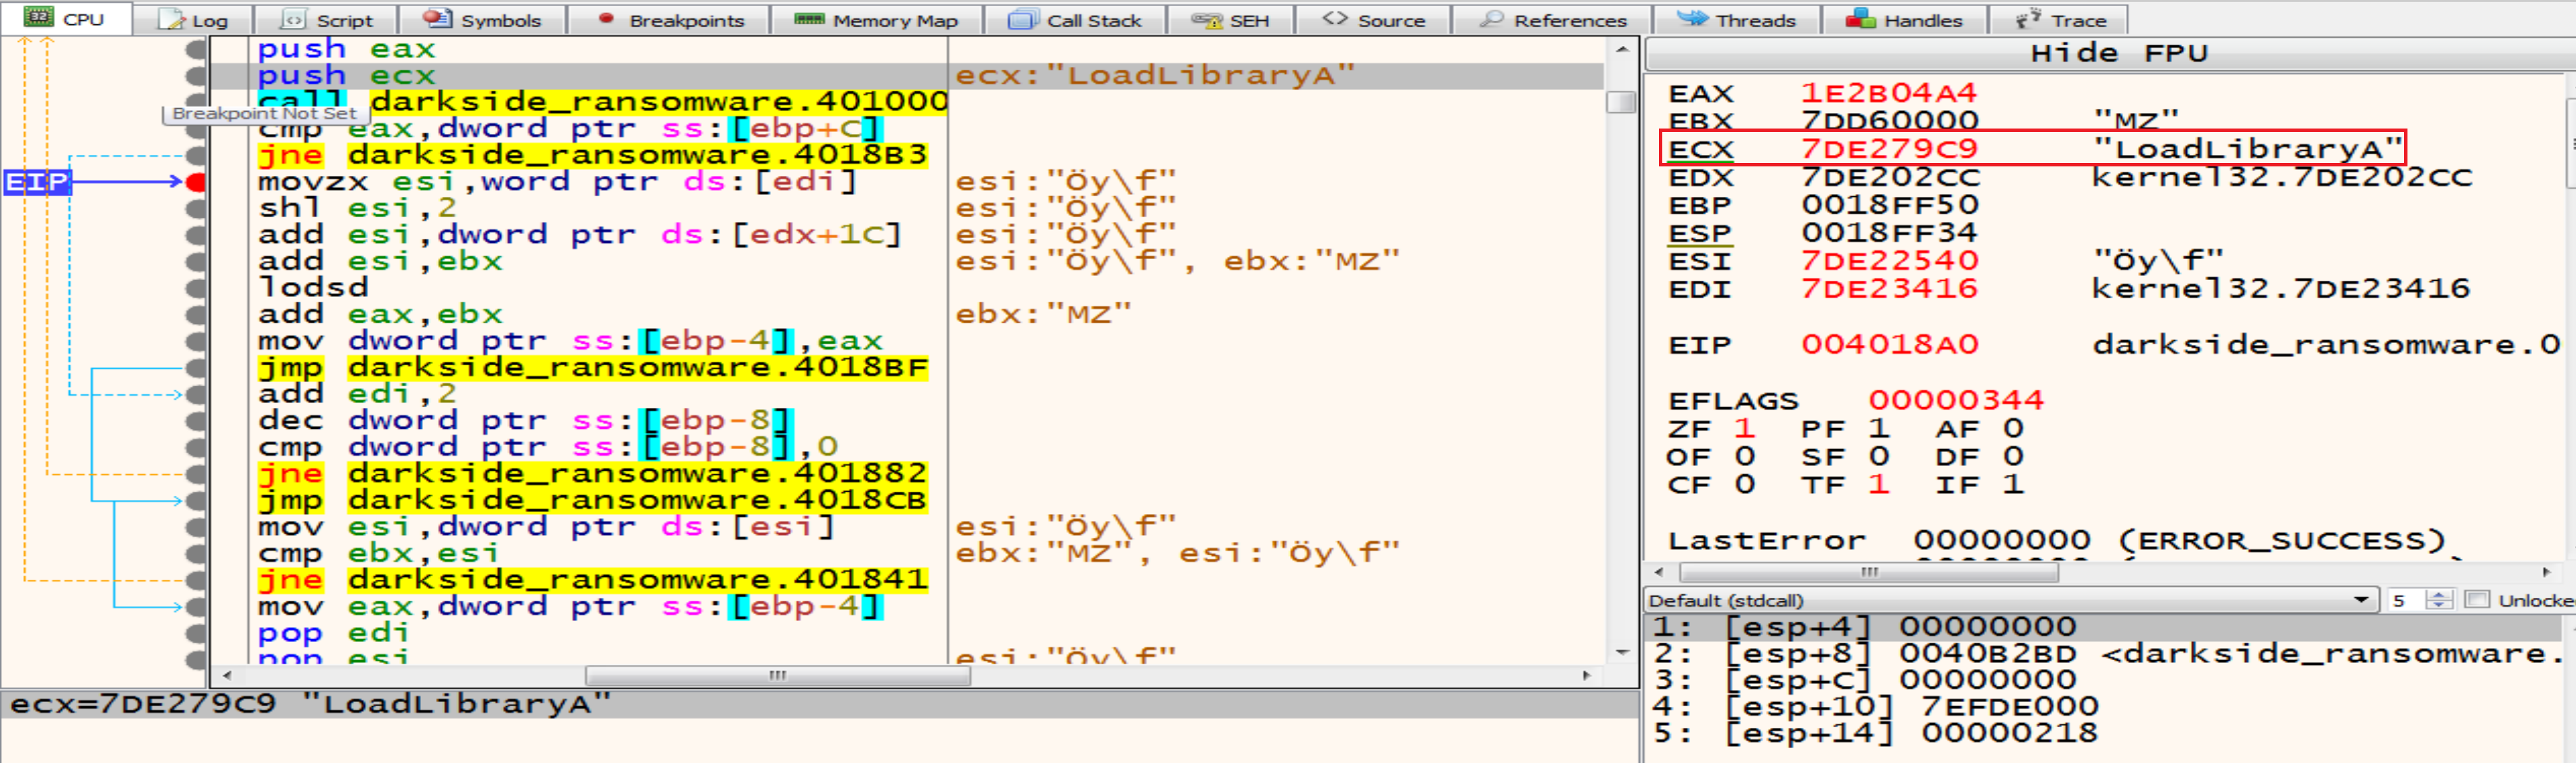 CPU Log Script Symbols Breakpoints Memory Map Call Stack SEH Source References Threads Handles Trace
push eax
push ecx ecx:"LoadLibraryA"
call darkside_ransomware.401000
Breakpoint Not Set
cmp eax,dword ptr ss:[ebp+C]
jne darkside_ransomware.4018B3
EIP
movzx esi,word ptr ds:[edi] esi:"Öy\f"
shl esi,2 esi:"Öy\f"
add esi,dword ptr ds:[edx+1C] esi:"Öy\f"
add esi,ebx esi:"Öy\f", ebx:"MZ"
lodsd
add eax,ebx ebx:"MZ"
mov dword ptr ss:[ebp-4],eax
jmp darkside_ransomware.4018BF
add edi,2
dec dword ptr ss:[ebp-8]
cmp dword ptr ss:[ebp-8],0
jne darkside_ransomware.401882
jmp darkside_ransomware.4018CB
mov esi,dword ptr ds:[esi] esi:"Öy\f"
cmp ebx,esi ebx:"MZ", esi:"Öy\f"
jne darkside_ransomware.401841
mov eax,dword ptr ss:[ebp-4]
pop edi
pop esi esi:"Öy\f"
ecx=7DE279C9 "LoadLibraryA"
Hide FPU
EAX 1E2B04A4
EBX 7DD60000 "MZ"
ECX 7DE279C9 "LoadLibraryA"
EDX 7DE202CC kernel32.7DE202CC
EBP 0018FF50
ESP 0018FF34
ESI 7DE22540 "Öy\f"
EDI 7DE23416 kernel32.7DE23416
EIP 004018A0 darkside_ransomware.0
EFLAGS 00000344
ZF 1 PF 1 AF 0
OF 0 SF 0 DF 0
CF 0 TF 1 IF 1
LastError 00000000 (ERROR_SUCCESS)
Default (stdcall) 5 Unlocke
1: [esp+4] 00000000
2: [esp+8] 0040B2BD <darkside_ransomware.
3: [esp+C] 00000000
4: [esp+10] 7EFDE000
5: [esp+14] 00000218